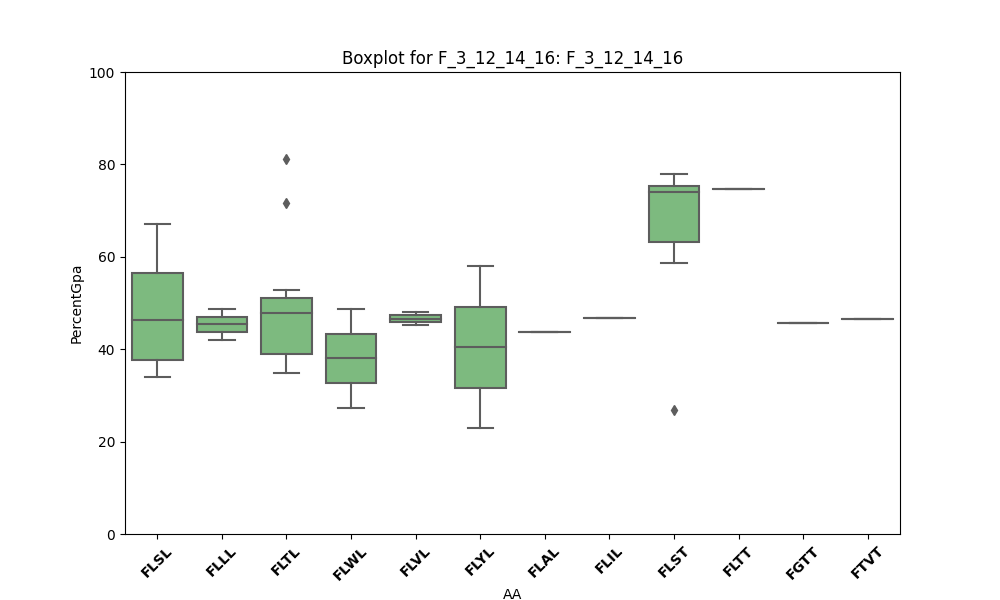 Boxplot for F_3_12_14_16: F_3_12_14_16
100
80
60
40
20
0
PercentGpa
FLSL
FLLL
FLTL
FLWL
FLVL
FLYL
FLAL
FLIL
FLST
FLTT
FGTT
FTVT
AA